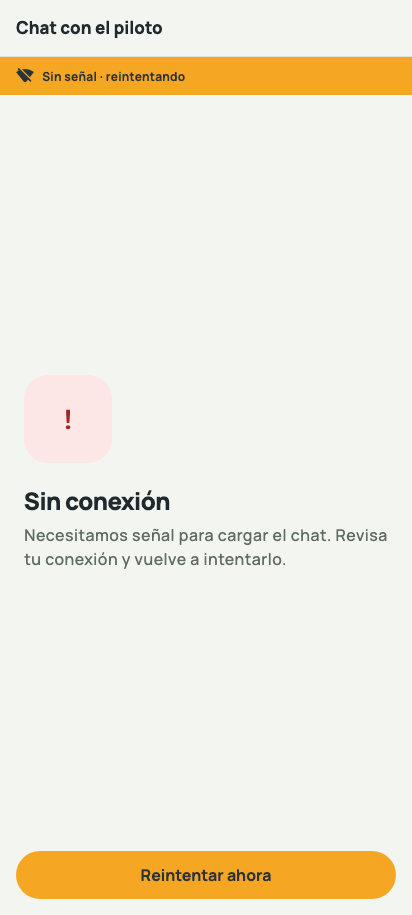 Chat con el piloto
Sin señal · reintentando
!
Sin conexión
Necesitamos señal para cargar el chat. Revisa
tu conexión y vuelve a intentarlo.
Reintentar ahora